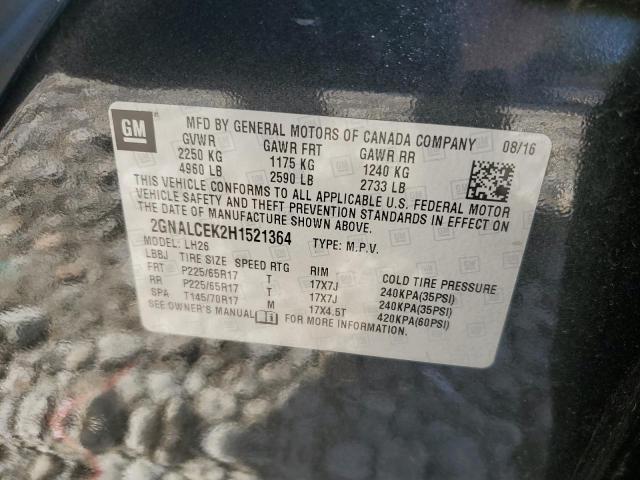 GM
MFD BY GENERAL MOTORS OF CANADA COMPANY 08/16
GVWR GAWR FRT GAWR RR
2250 KG 1175 KG 1240 KG
4960 LB 2590 LB 2733 LB
THIS VEHICLE CONFORMS TO ALL APPLICABLE U.S. FEDERAL MOTOR
VEHICLE SAFETY AND THEFT PREVENTION STANDARDS IN EFFECT ON
THE DATE OF MANUFACTURE SHOWN ABOVE.
2GNALCEK2H1521364 TYPE: M.P.V.
MODEL: LH26
LBBJ TIRE SIZE SPEED RTG RIM COLD TIRE PRESSURE
FRT P225/65R17 T 17X7J 240KPA(35PSI)
RR P225/65R17 T 17X7J 240KPA(35PSI)
SPA T145/70R17 M 17X4.5T 420KPA(60PSI)
SEE OWNER'S MANUAL FOR MORE INFORMATION.